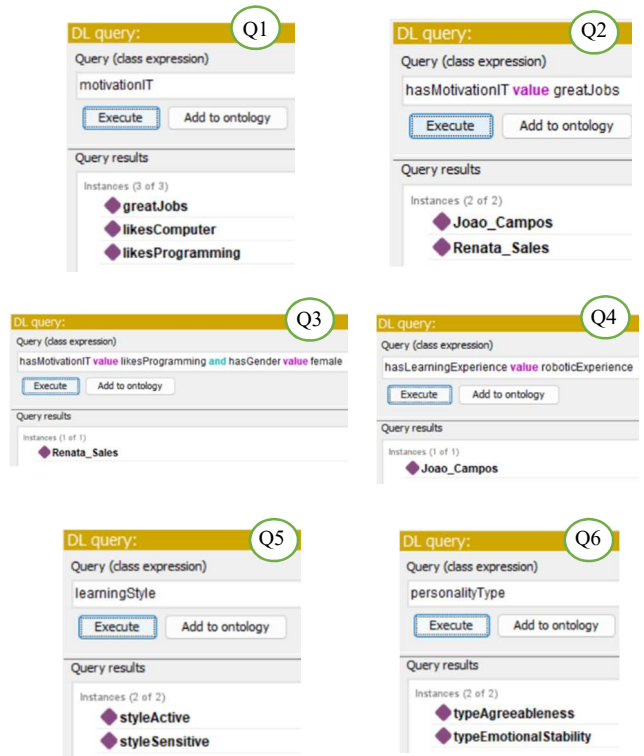 DL query:
Q1
Query (class expression)
motivationIT
Execute Add to ontology
Query results
Instances (3 of 3)
greatJobs
likesComputer
likesProgramming
DL query:
Q2
Query (class expression)
hasMotivationIT value greatJobs
Execute Add to ontology
Query results
Instances (2 of 2)
Joao_Campos
Renata_Sales
DL query:
Q3
Query (class expression)
hasMotivationIT value likesProgramming and hasGender value female
Execute Add to ontology
Query results
Instances (1 of 1)
Renata_Sales
DL query:
Q4
Query (class expression)
hasLearningExperience value roboticExperience
Execute Add to ontology
Query results
Instances (1 of 1)
Joao_Campos
DL query:
Q5
Query (class expression)
learningStyle
Execute Add to ontology
Query results
Instances (2 of 2)
styleActive
styleSensitive
DL query:
Q6
Query (class expression)
personalityType
Execute Add to ontology
Query results
Instances (2 of 2)
typeAgreeableness
typeEmotionalStability